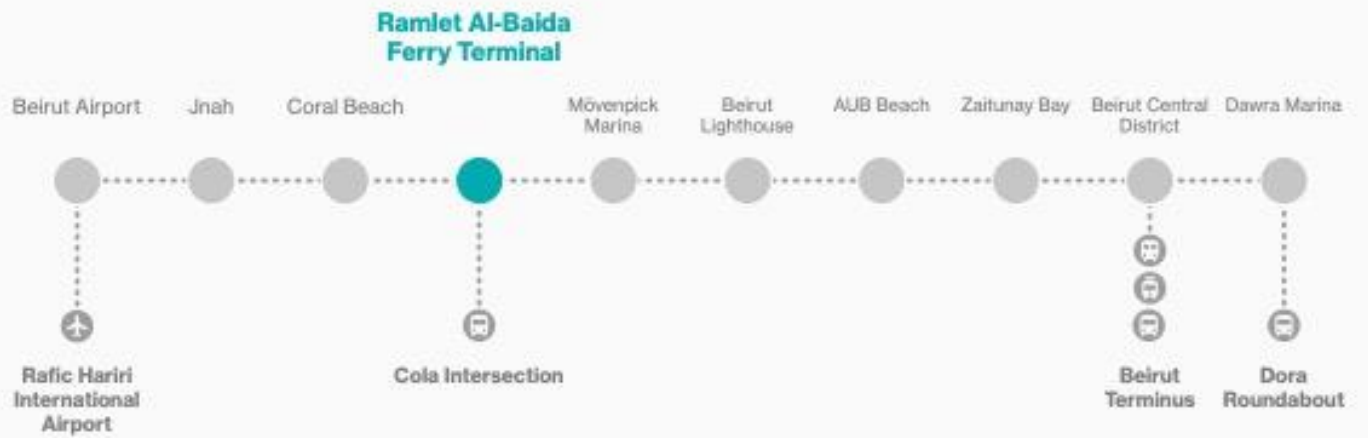 Ramlet Al-Baida
Ferry Terminal
Beirut Airport
Jnah
Coral Beach
Mövenpick
Marina
Beirut
Lighthouse
AUB Beach
Zaitunay Bay
Beirut Central
District
Dawra Marina
Rafic Hariri
International
Airport
Cola Intersection
Beirut
Terminus
Dora
Roundabout